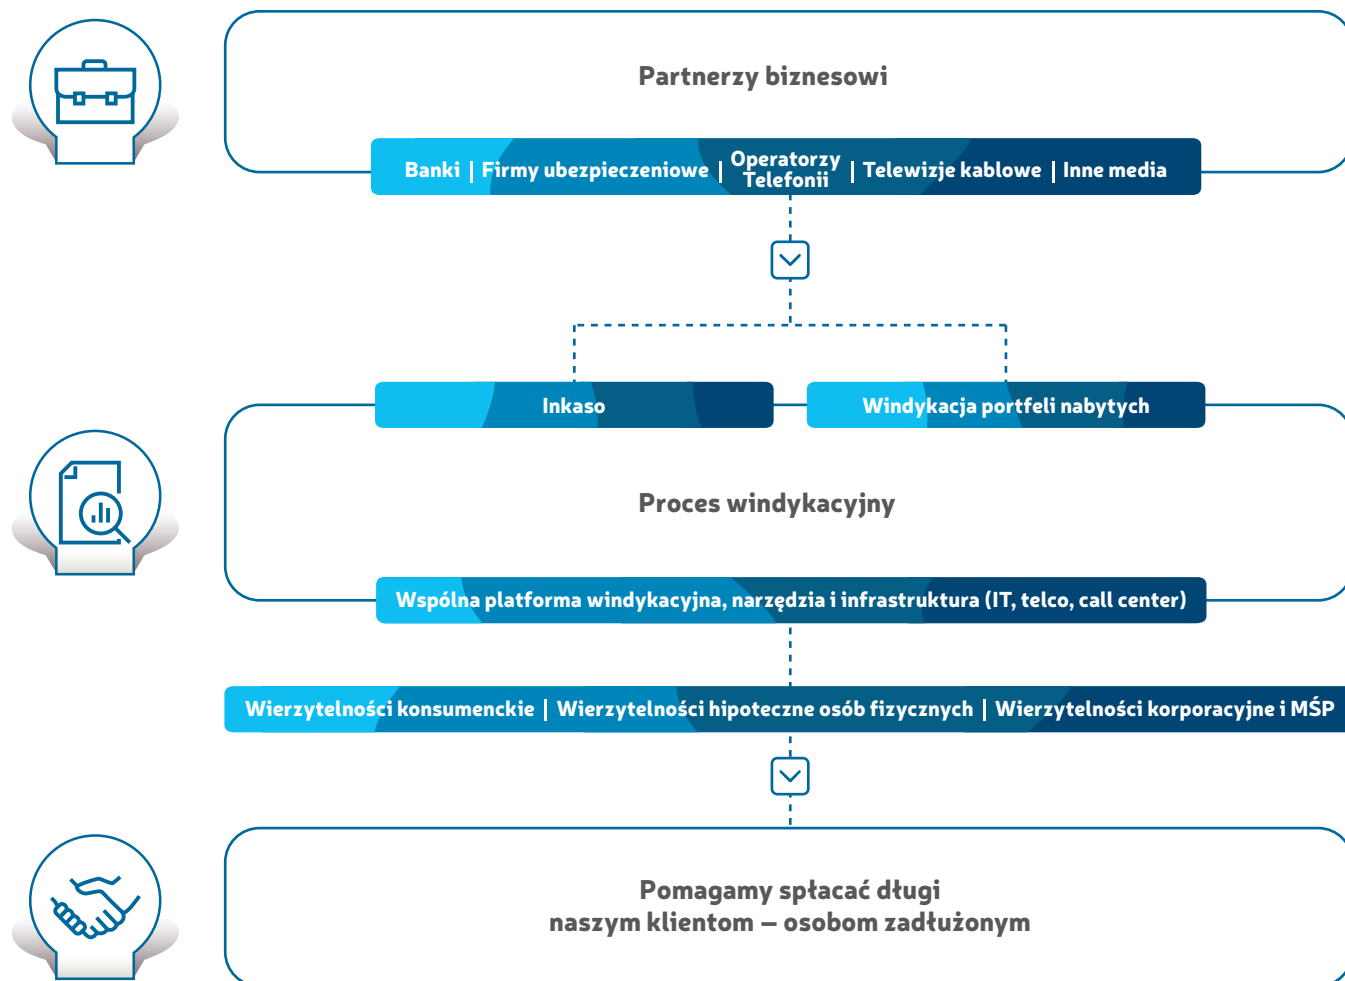 Partnerzy biznesowi
Banki | Firmy ubezpieczeniowe | Operatorzy Telefonii | Telewizje kablowe | Inne media
Inkaso
Windykacja portfeli nabytych
Proces windykacyjny
Wspólna platforma windykacyjna, narzędzia i infrastruktura (IT, telco, call center)
Wierzytelności konsumenckie | Wierzytelności hipoteczne osób fizycznych | Wierzytelności korporacyjne i MŚP
Pomagamy spłacać długi
naszym klientom – osobom zadłużonym